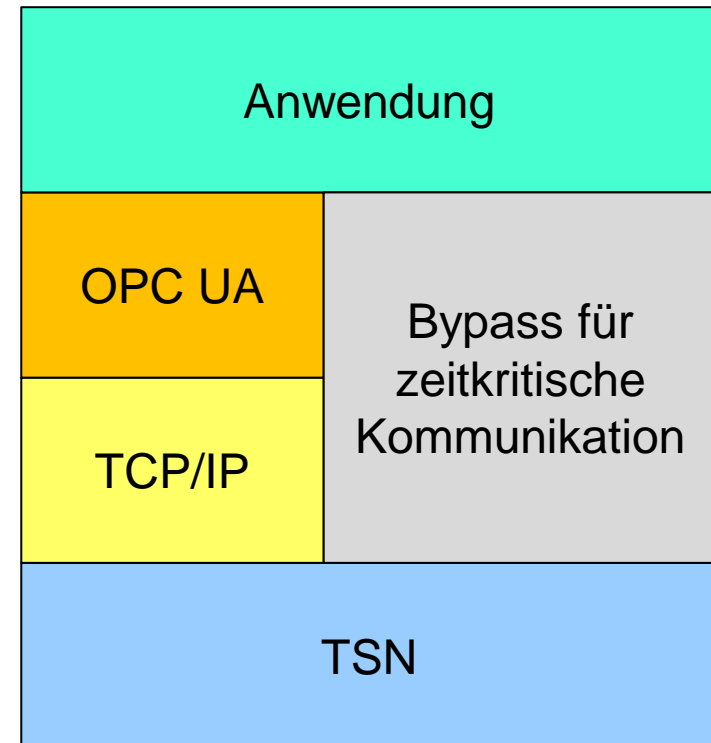 Anwendung
OPC UA
Bypass für
zeitkritische
Kommunikation
TCP/IP
TSN